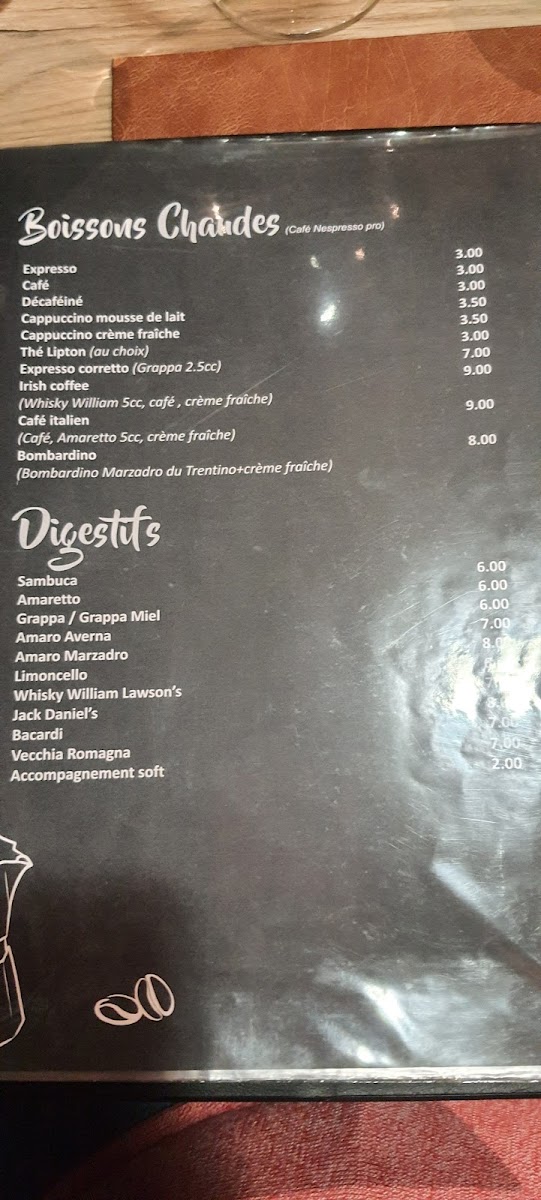 Boissons Chaudes (Café Nespresso pro)
Expresso 3.00
Café 3.00
Décaféiné 3.00
Cappuccino mousse de lait 3.50
Cappuccino crème fraîche 3.50
Thé Lipton (au choix) 3.00
Expresso corretto (Grappa 2.5cc) 7.00
Irish coffee 9.00
(Whisky William 5cc, café , crème fraîche)
Café italien 9.00
(Café, Amaretto 5cc, crème fraîche)
Bombardino 8.00
(Bombardino Marzadro du Trentino+crème fraîche)
Digestifs
Sambuca 6.00
Amaretto 6.00
Grappa / Grappa Miel 6.00
Amaro Averna 7.00
Amaro Marzadro
Limoncello
Whisky William Lawson's
Jack Daniel's
Bacardi 7.00
Vecchia Romagna 7.00
Accompagnement soft 2.00